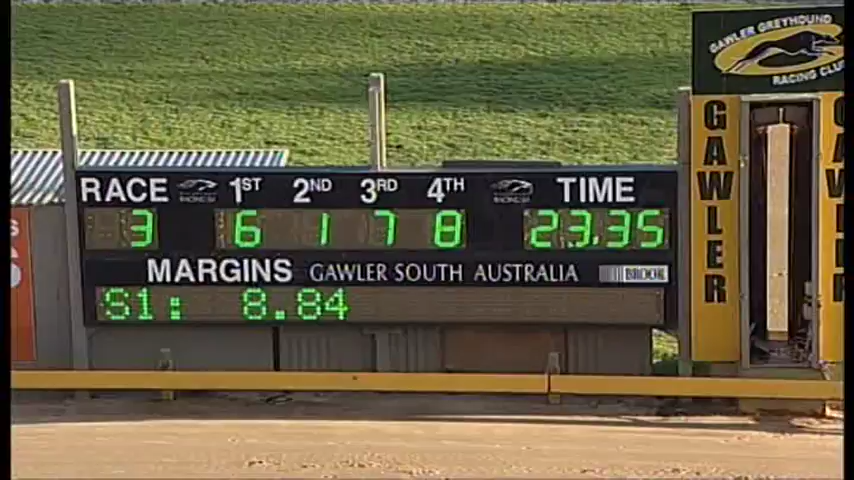 GAWLER GREYHOUND
RACING CLUB
RACE 1ST 2ND 3RD 4TH TIME
3 6 1 7 8 23.35
MARGINS GAWLER SOUTH AUSTRALIA BROOK
S1: 8.84
GAWLER